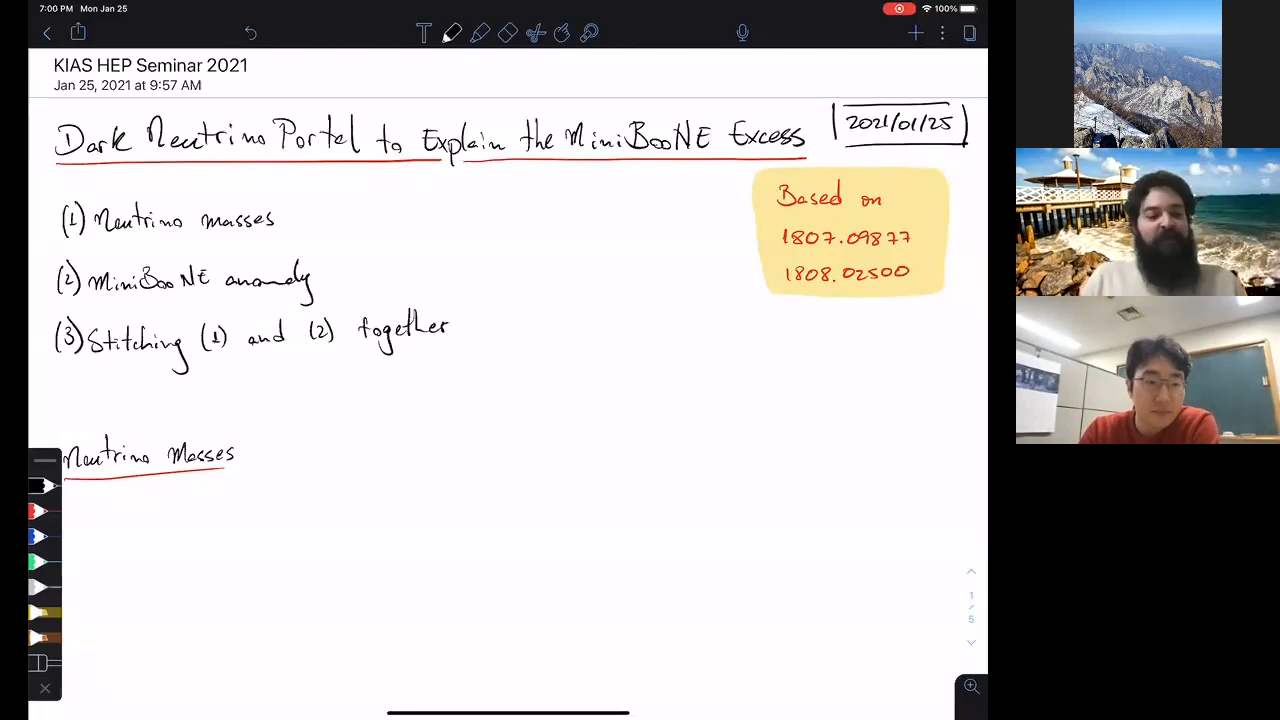 7:00 PM Mon Jan 25
100%
KIAS HEP Seminar 2021
Jan 25, 2021 at 9:57 AM
Dark Neutrino Portal to Explain the MiniBooNE Excess
2021/01/25
(1) Neutrino masses
(2) MiniBooNE anomaly
(3) Stitching (1) and (2) together
Based on
1807.09877
1808.02500
Neutrino Masses
1
/
5